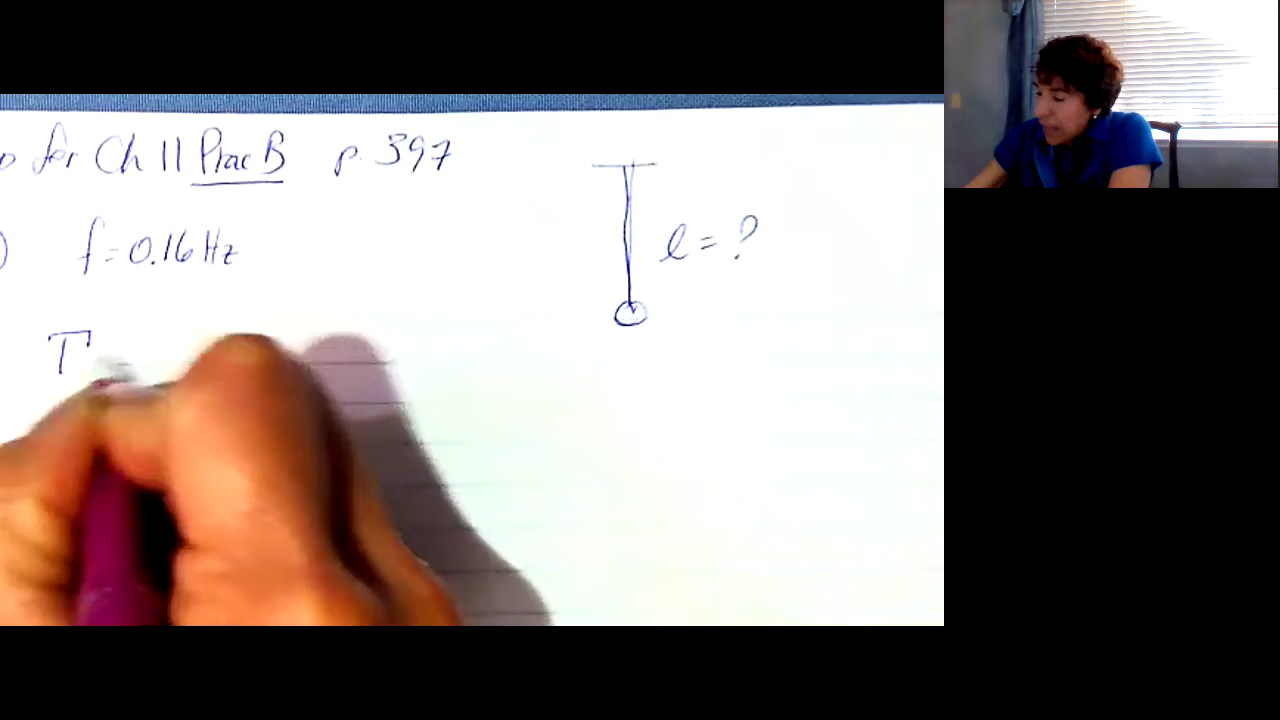 for Ch 11 Prac B p. 397
) f = 0.16 Hz
l = ?
T